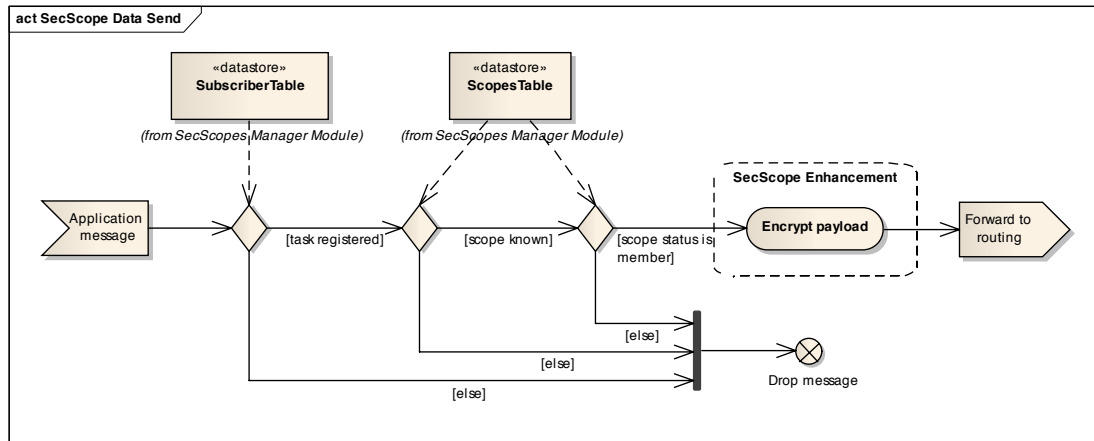 act SecScope Data Send
«datastore»
SubscriberTable
(from SecScopes Manager Module)
«datastore»
ScopesTable
(from SecScopes Manager Module)
SecScope Enhancement
Application
message
[task registered]
[scope known]
[scope status is
member]
Encrypt payload
Forward to
routing
[else]
[else]
[else]
Drop message